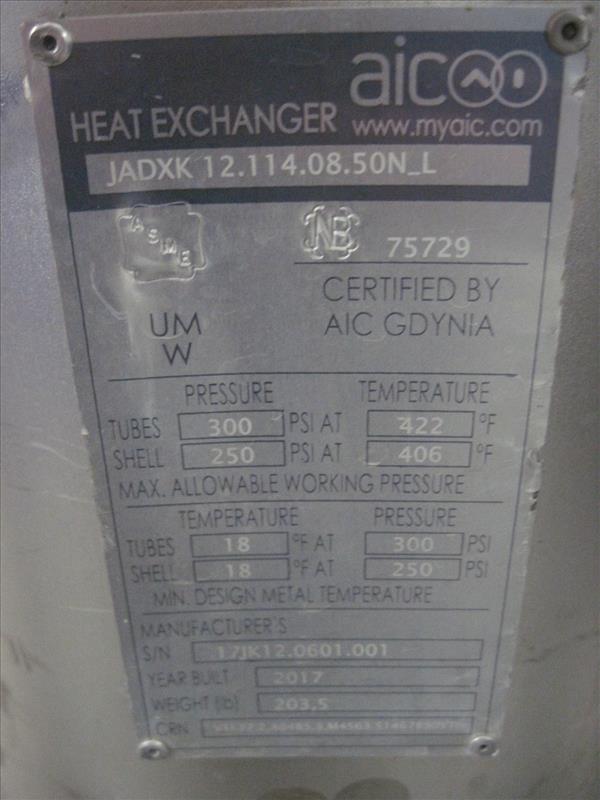 aic
HEAT EXCHANGER www.myaic.com
JADXK 12.114.08.50N_L
ASME NB 75729
CERTIFIED BY
UM AIC GDYNIA
W
PRESSURE TEMPERATURE
TUBES 300 PSI AT 422 °F
SHELL 250 PSI AT 406 °F
MAX. ALLOWABLE WORKING PRESSURE
TEMPERATURE PRESSURE
TUBES 18 °F AT 300 PSI
SHELL 18 °F AT 250 PSI
MIN. DESIGN METAL TEMPERATURE
MANUFACTURER'S
S/N 17JK12.0601.001
YEAR BUILT 2017
WEIGHT (lb) 203,5
CRN